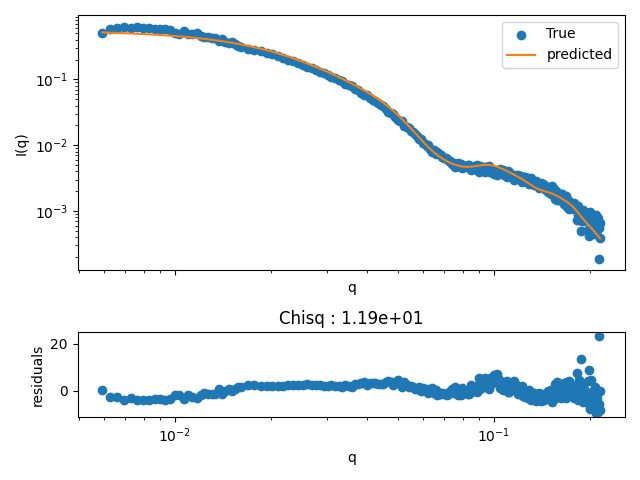 True
predicted
I(q)
10⁻¹
10⁻²
10⁻³
q
Chisq : 1.19e+01
residuals
20
0
10⁻²
10⁻¹
q